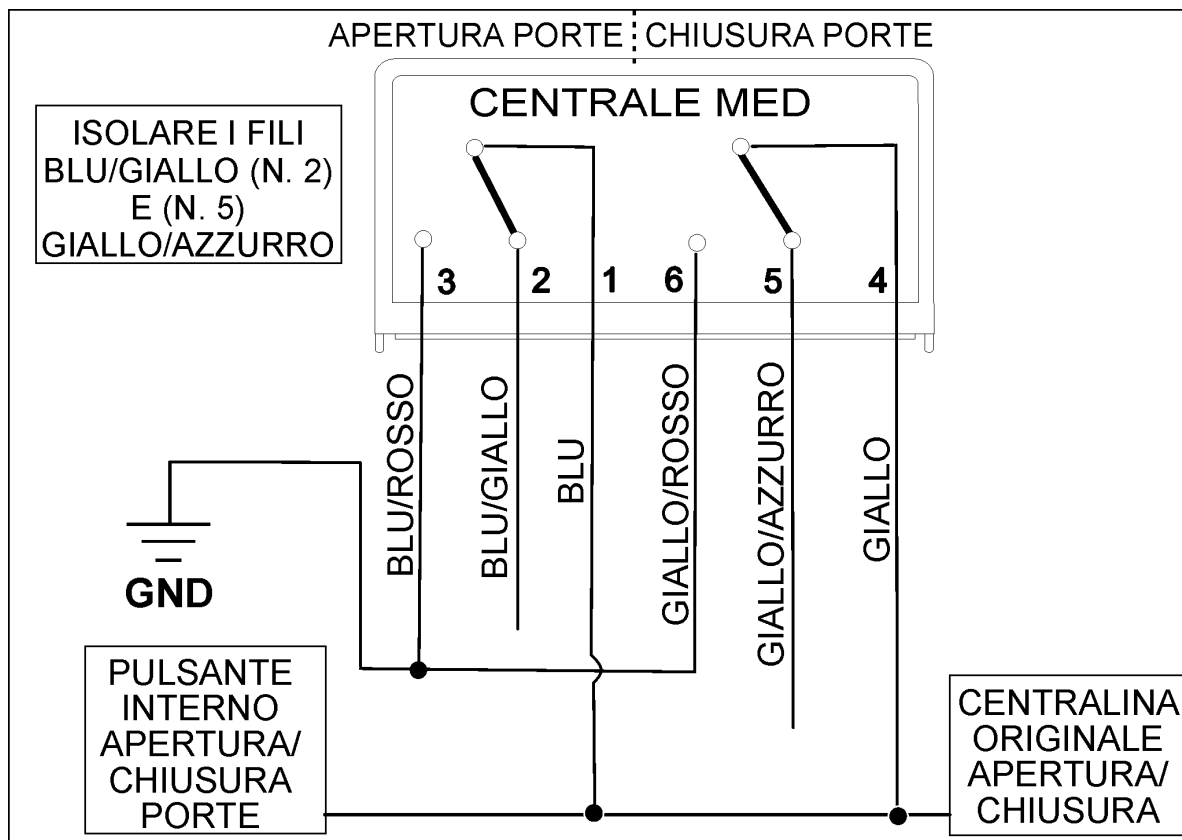 APERTURA PORTE CHIUSURA PORTE
CENTRALE MED
ISOLARE I FILI
BLU/GIALLO (N. 2)
E (N. 5)
GIALLO/AZZURRO
3 2 1 6 5 4
BLU/ROSSO
BLU/GIALLO
BLU
GIALLO/ROSSO
GIALLO/AZZURRO
GIALLO
GND
PULSANTE
INTERNO
APERTURA/
CHIUSURA
PORTE
CENTRALINA
ORIGINALE
APERTURA/
CHIUSURA